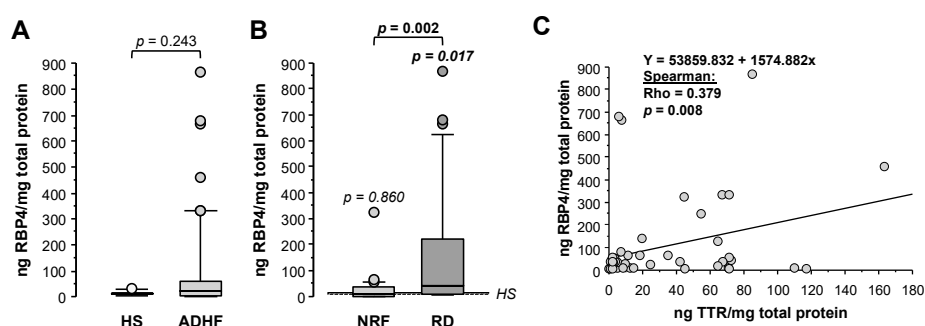 A
p = 0.243
ng RBP4/mg total protein
900
800
700
600
500
400
300
200
100
0
HS
ADHF
B
p = 0.002
p = 0.017
p = 0.860
ng RBP4/mg total protein
900
800
700
600
500
400
300
200
100
0
HS
NRF
RD
C
Y = 53859.832 + 1574.882x
Spearman:
Rho = 0.379
p = 0.008
ng RBP4/mg total protein
900
800
700
600
500
400
300
200
100
0
0 20 40 60 80 100 120 140 160 180
ng TTR/mg total protein